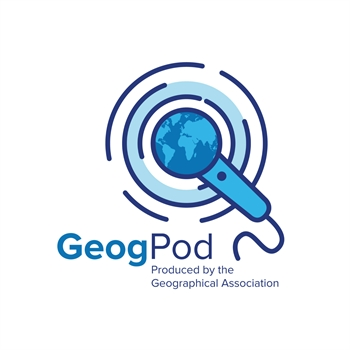 GeogPod
Produced by the
Geographical Association